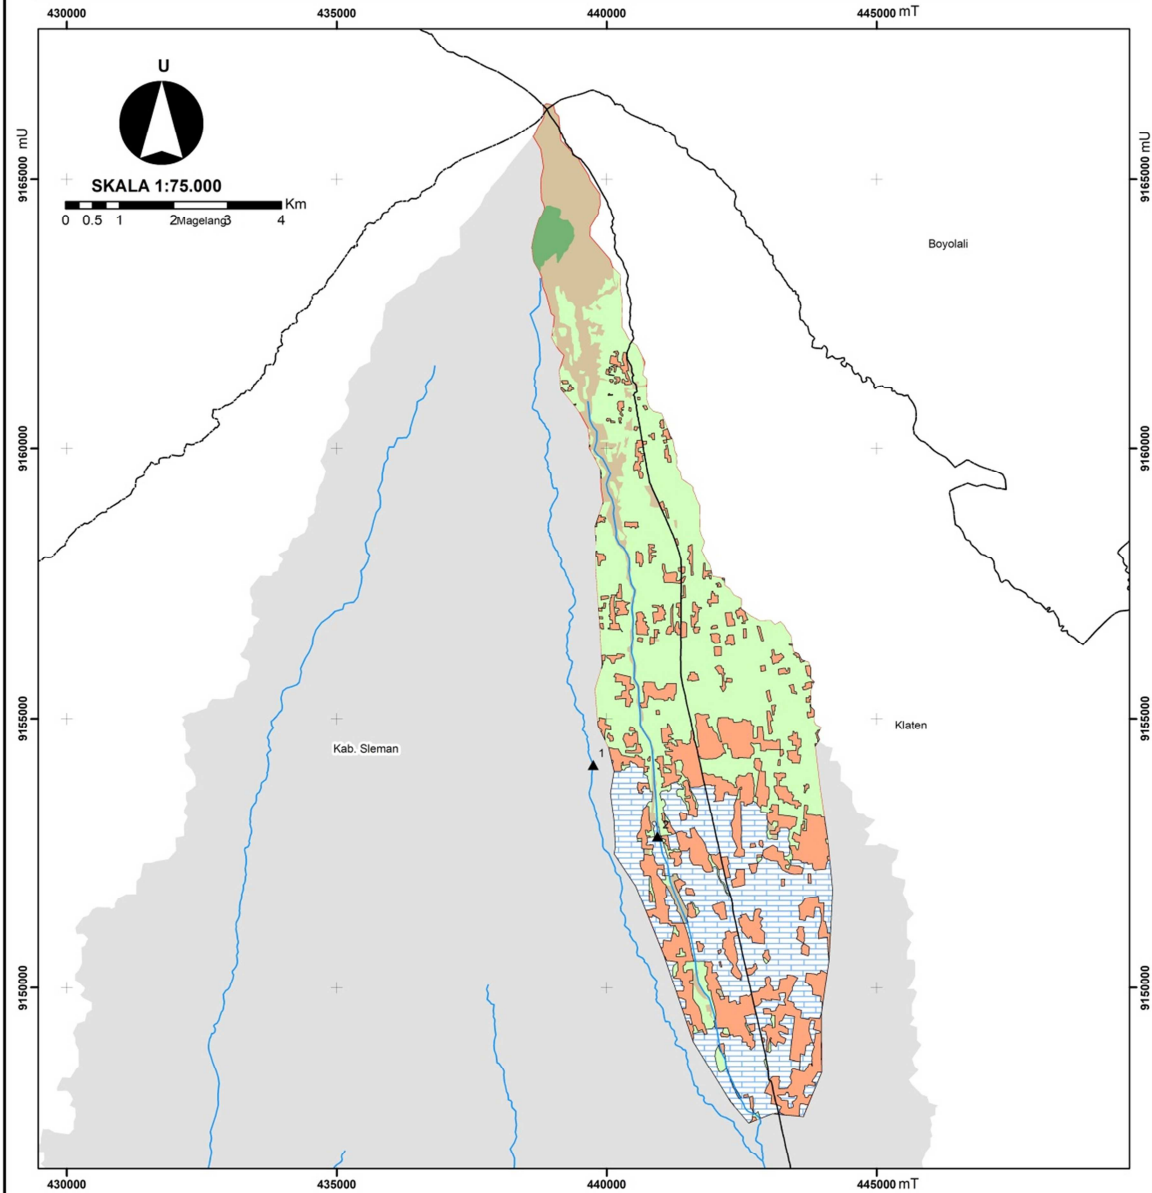 430000 435000 440000 445000 mT
U
SKALA 1:75.000
Km
0 0.5 1 2 Magelang 3 4
9165000 mU
9165000 mU
Boyolali
9160000
9160000
9155000
9155000
Klaten
Kab. Sleman
1
2
9150000
9150000
430000 435000 440000 445000 mT